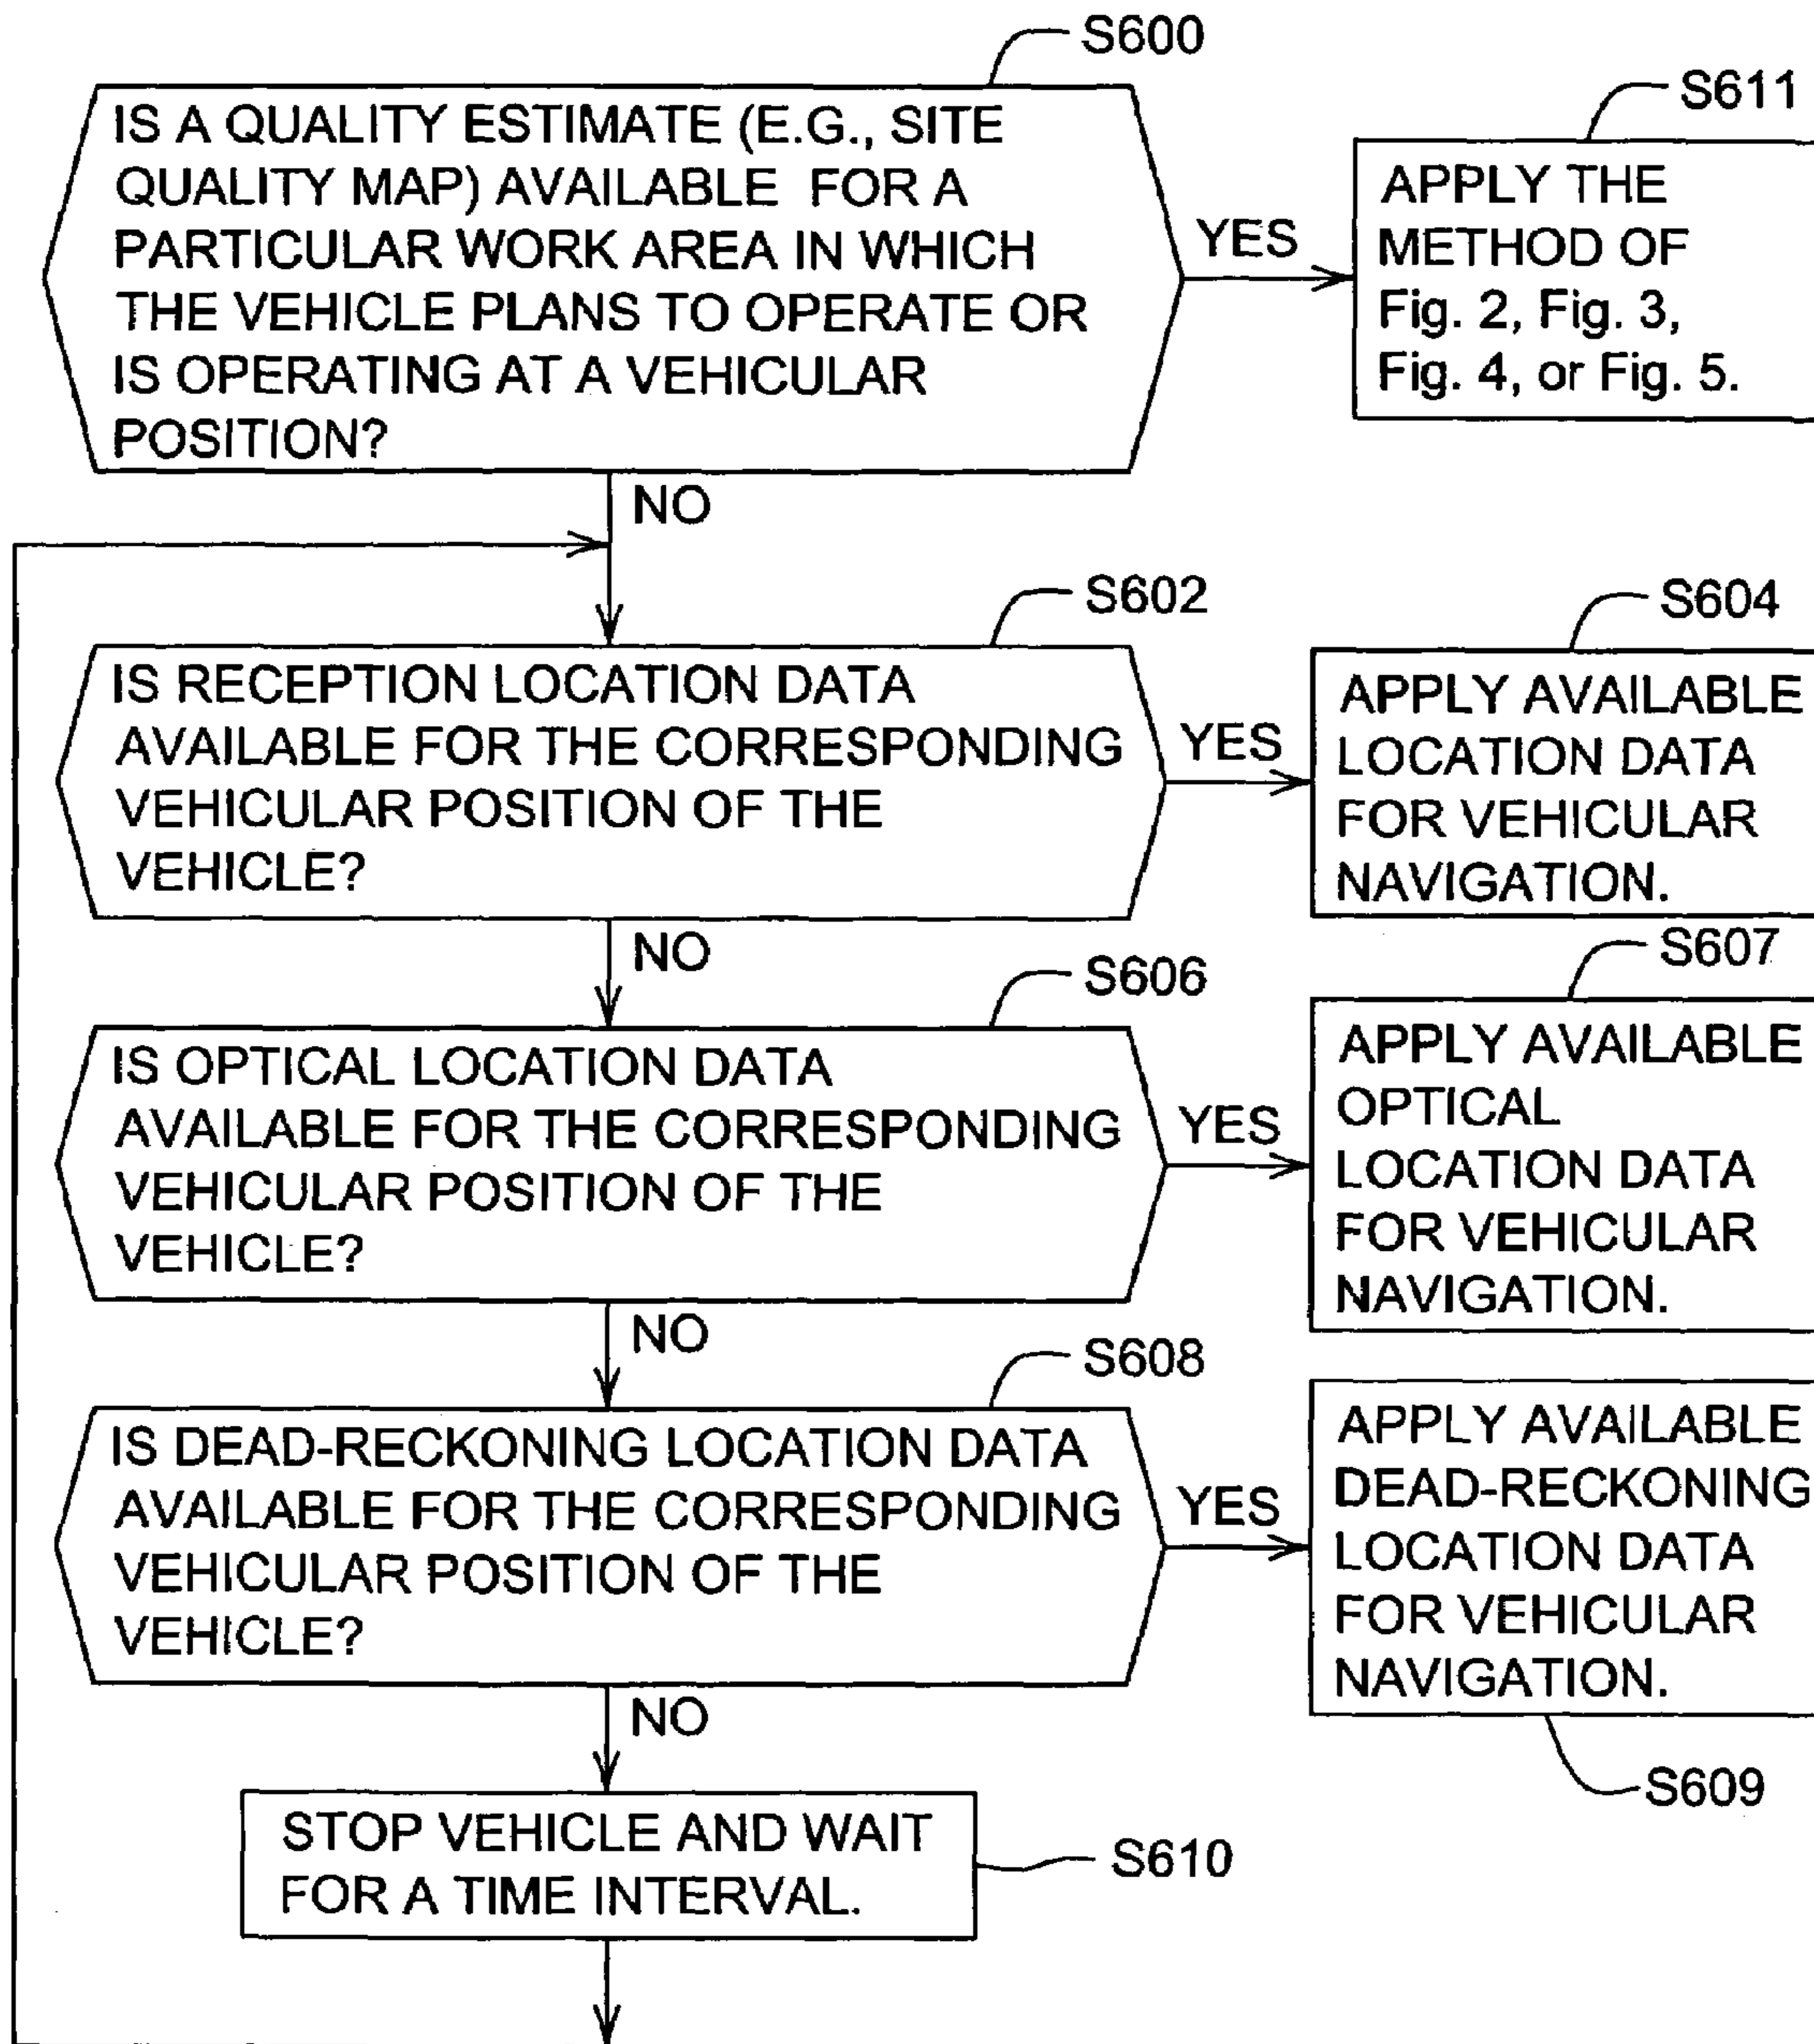 S600
IS A QUALITY ESTIMATE (E.G., SITE
QUALITY MAP) AVAILABLE FOR A
PARTICULAR WORK AREA IN WHICH
THE VEHICLE PLANS TO OPERATE OR
IS OPERATING AT A VEHICULAR
POSITION?
YES
S611
APPLY THE
METHOD OF
Fig. 2, Fig. 3,
Fig. 4, or Fig. 5.
NO
S602
IS RECEPTION LOCATION DATA
AVAILABLE FOR THE CORRESPONDING
VEHICULAR POSITION OF THE
VEHICLE?
YES
S604
APPLY AVAILABLE
LOCATION DATA
FOR VEHICULAR
NAVIGATION.
NO
S606
IS OPTICAL LOCATION DATA
AVAILABLE FOR THE CORRESPONDING
VEHICULAR POSITION OF THE
VEHICLE?
YES
S607
APPLY AVAILABLE
OPTICAL
LOCATION DATA
FOR VEHICULAR
NAVIGATION.
NO
S608
IS DEAD-RECKONING LOCATION DATA
AVAILABLE FOR THE CORRESPONDING
VEHICULAR POSITION OF THE
VEHICLE?
YES
APPLY AVAILABLE
DEAD-RECKONING
LOCATION DATA
FOR VEHICULAR
NAVIGATION.
S609
NO
STOP VEHICLE AND WAIT
FOR A TIME INTERVAL.
S610